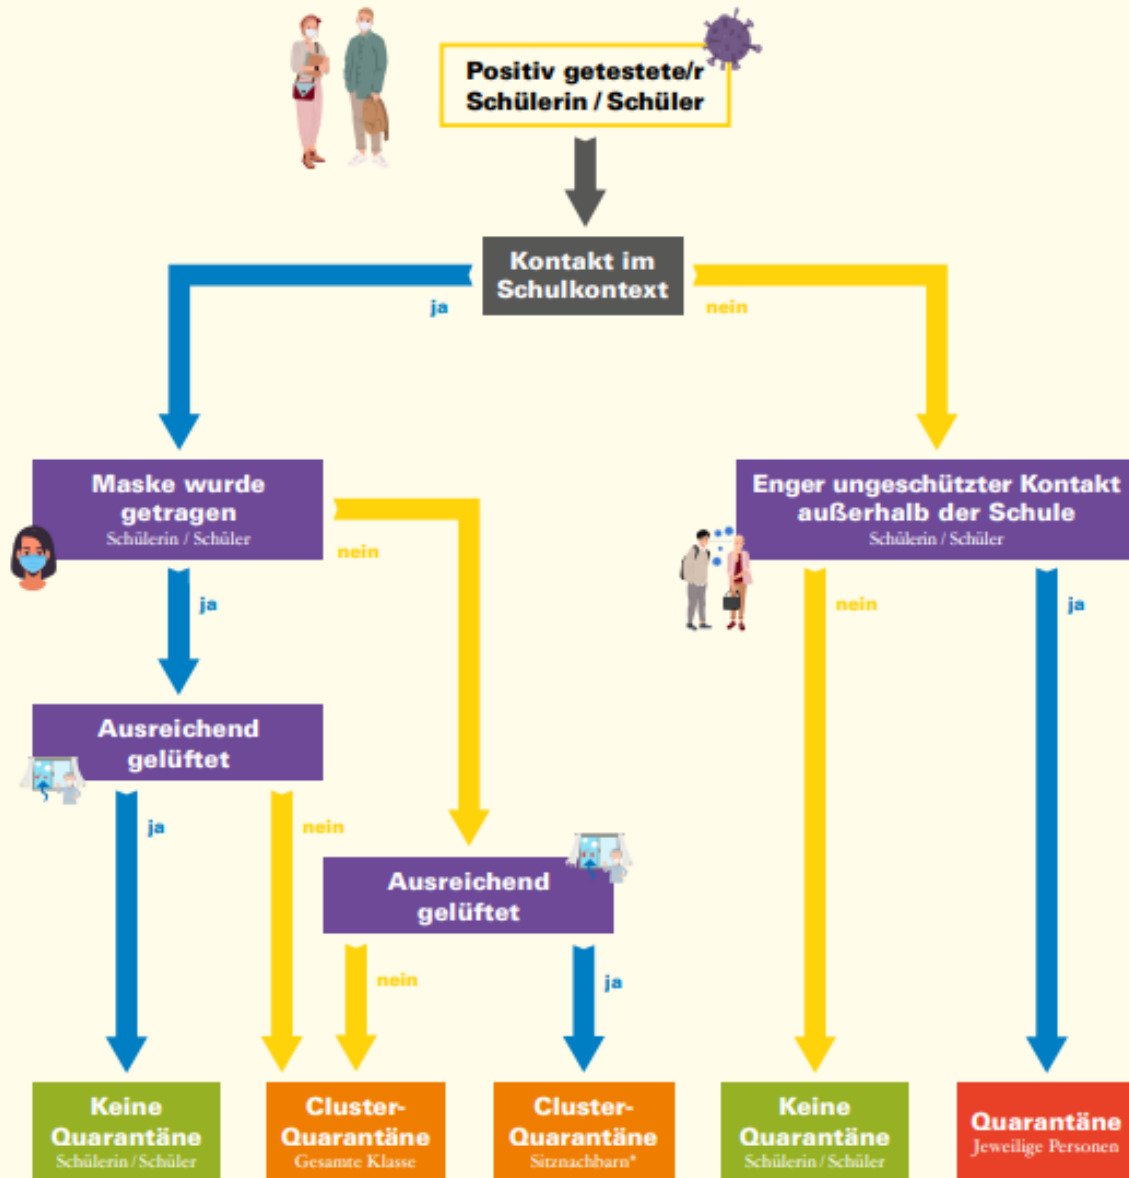 Positiv getestete/r
Schülerin / Schüler
Kontakt im
Schulkontext
ja
nein
Maske wurde
getragen
Schülerin / Schüler
nein
ja
Enger ungeschützter Kontakt
außerhalb der Schule
Schülerin / Schüler
nein
ja
Ausreichend
gelüftet
ja
nein
Ausreichend
gelüftet
nein
ja
Keine
Quarantäne
Schülerin / Schüler
Cluster-
Quarantäne
Gesamte Klasse
Cluster-
Quarantäne
Sitznachbarn*
Keine
Quarantäne
Schülerin / Schüler
Quarantäne
Jeweilige Personen